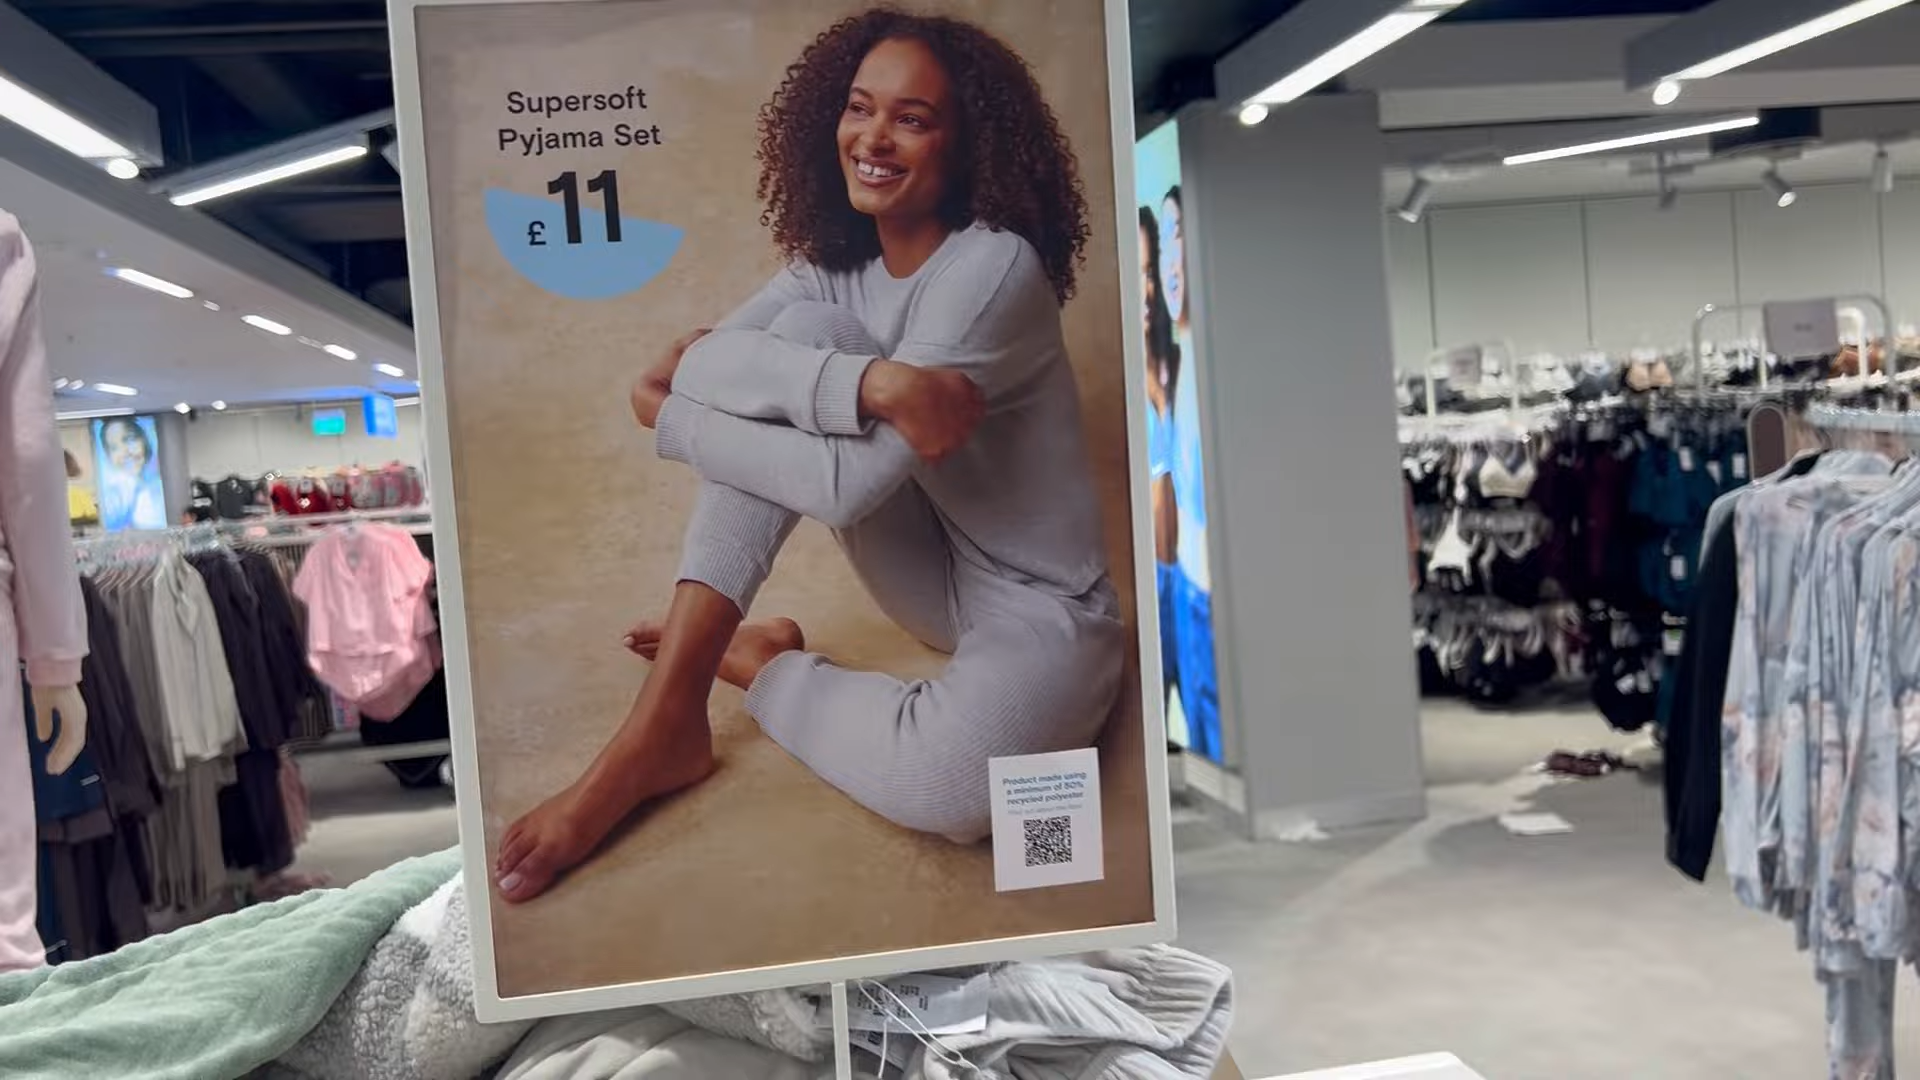 Supersoft
Pyjama Set
£11
Product made using
a minimum of 50%
recycled polyester